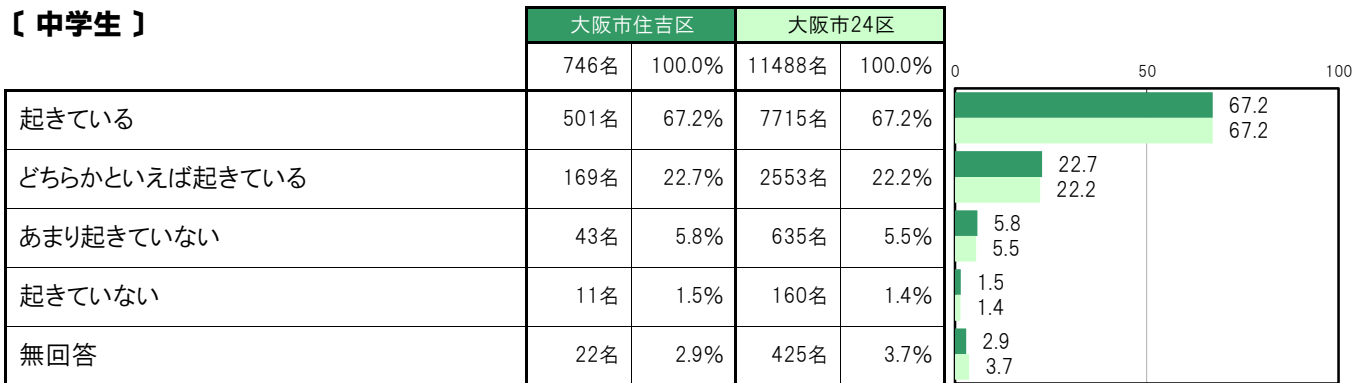 〔 中学生 〕
大阪市住吉区 大阪市24区
746名 100.0% 11488名 100.0%
0 50 100
起きている 501名 67.2% 7715名 67.2%
67.2
67.2
どちらかといえば起きている 169名 22.7% 2553名 22.2%
22.7
22.2
あまり起きていない 43名 5.8% 635名 5.5%
5.8
5.5
起きていない 11名 1.5% 160名 1.4%
1.5
1.4
無回答 22名 2.9% 425名 3.7%
2.9
3.7